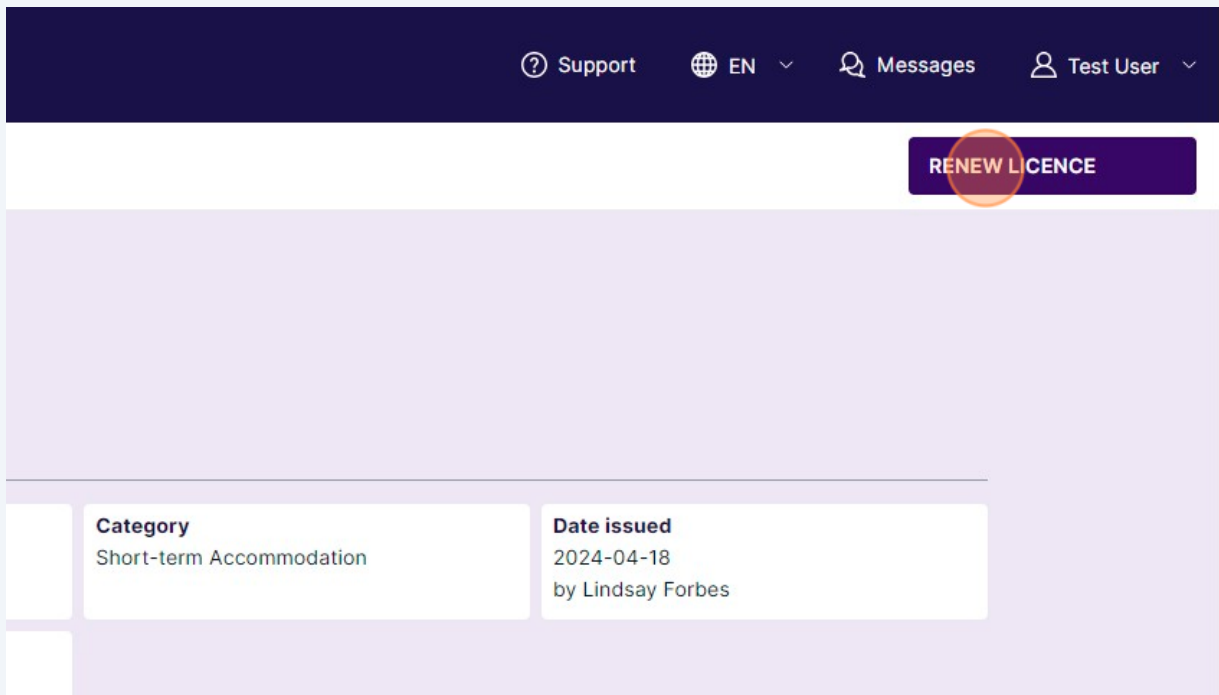 Support EN Messages Test User
RENEW LICENCE
Category
Short-term Accommodation
Date issued
2024-04-18
by Lindsay Forbes